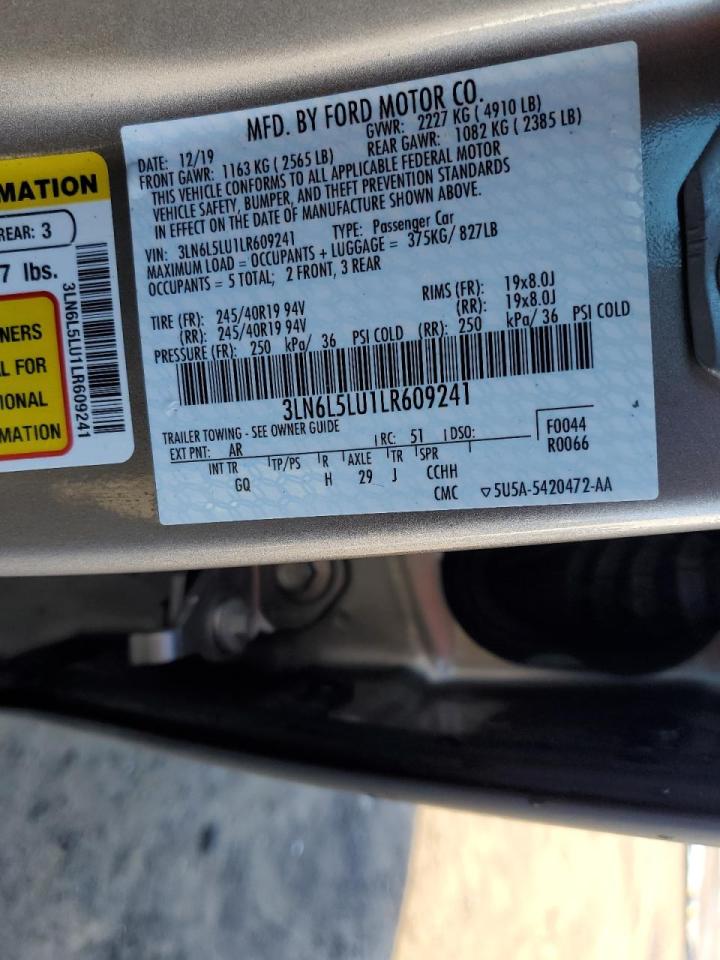 MFD. BY FORD MOTOR CO.
DATE: 12/19 GVWR: 2227 KG ( 4910 LB)
FRONT GAWR: 1163 KG ( 2565 LB) REAR GAWR: 1082 KG ( 2385 LB)
THIS VEHICLE CONFORMS TO ALL APPLICABLE FEDERAL MOTOR
VEHICLE SAFETY, BUMPER, AND THEFT PREVENTION STANDARDS
IN EFFECT ON THE DATE OF MANUFACTURE SHOWN ABOVE.
VIN: 3LN6L5LU1LR609241 TYPE: Passenger Car
MAXIMUM LOAD = OCCUPANTS + LUGGAGE = 375KG/ 827LB
OCCUPANTS = 5 TOTAL; 2 FRONT, 3 REAR
TIRE (FR): 245/40R19 94V RIMS (FR): 19x8.0J
(RR): 245/40R19 94V (RR): 19x8.0J
PRESSURE (FR): 250 kPa/ 36 PSI COLD (RR): 250 kPa/ 36 PSI COLD
3LN6L5LU1LR609241
TRAILER TOWING - SEE OWNER GUIDE
EXT PNT: AR RC: 51 DSO: F0044
INT TR TP/PS R AXLE TR SPR R0066
GQ H 29 J CCHH
CMC ▽5U5A-5420472-AA
MATION
REAR: 3
7 lbs.
NERS
L FOR
IONAL
MATION
3LN6L5LU1LR609241